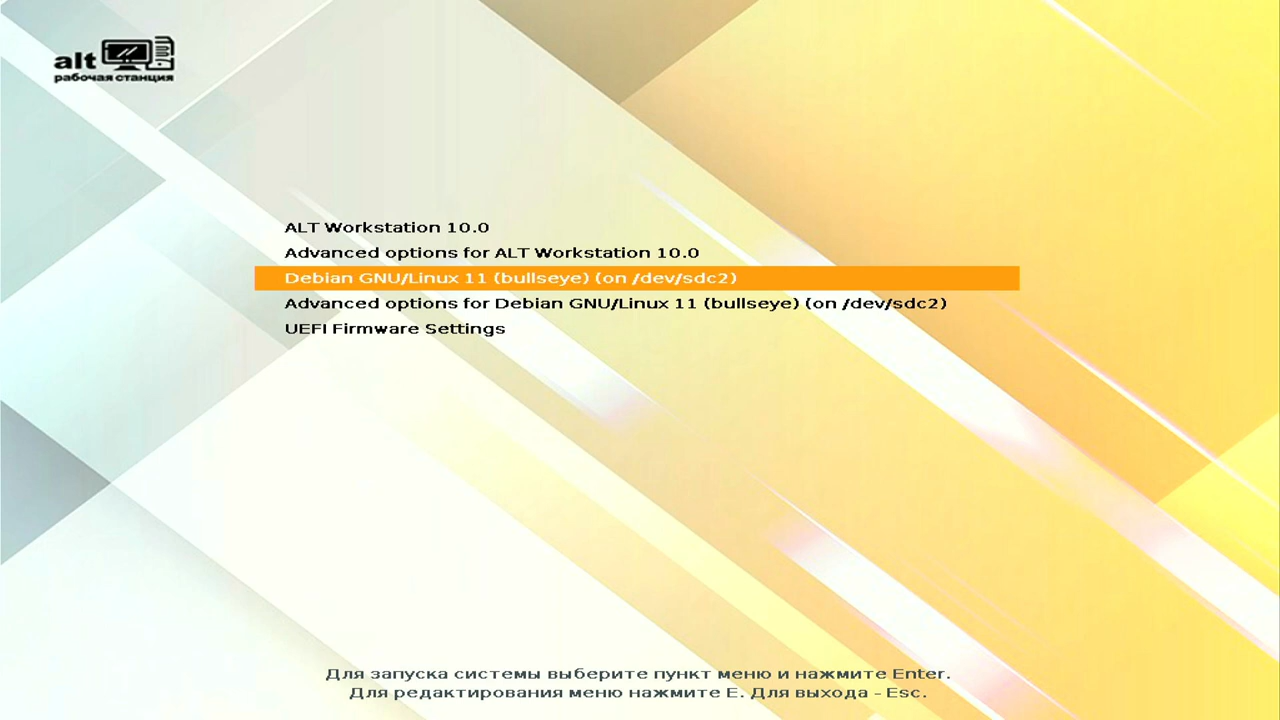 alt
рабочая станция
ALT Workstation 10.0
Advanced options for ALT Workstation 10.0
Debian GNU/Linux 11 (bullseye) (on /dev/sdc2)
Advanced options for Debian GNU/Linux 11 (bullseye) (on /dev/sdc2)
UEFI Firmware Settings
Для запуска системы выберите пункт меню и нажмите Enter.
Для редактирования меню нажмите E. Для выхода - Esc.